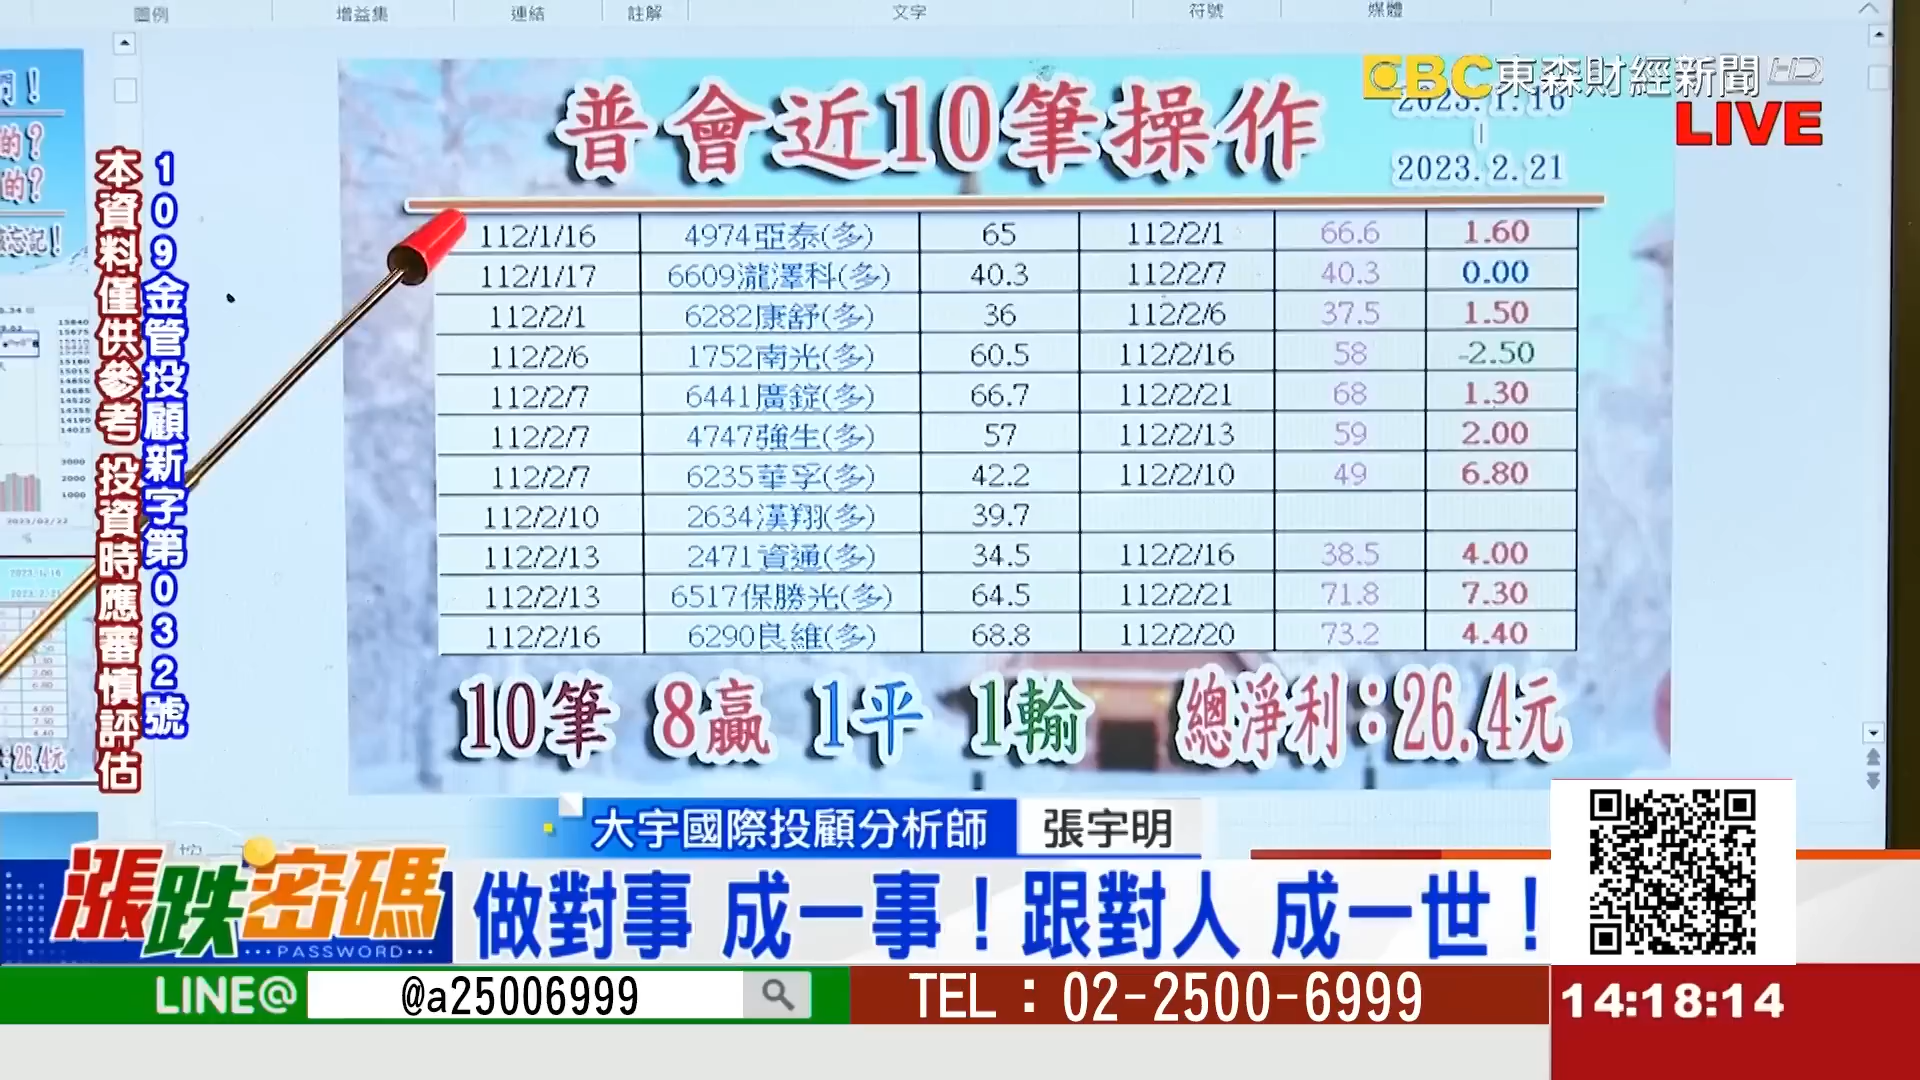 圖例 增益集 連結 註解 文字 符號 媒體
EBC東森財經新聞 HD
LIVE
普會近10筆操作
2023.1.16
|
2023.2.21
112/1/16 4974亞泰(多) 65 112/2/1 66.6 1.60
112/1/17 6609瀧澤科(多) 40.3 112/2/7 40.3 0.00
112/2/1 6282康舒(多) 36 112/2/6 37.5 1.50
112/2/6 1752南光(多) 60.5 112/2/16 58 -2.50
112/2/7 6441廣錠(多) 66.7 112/2/21 68 1.30
112/2/7 4747強生(多) 57 112/2/13 59 2.00
112/2/7 6235華孚(多) 42.2 112/2/10 49 6.80
112/2/10 2634漢翔(多) 39.7
112/2/13 2471資通(多) 34.5 112/2/16 38.5 4.00
112/2/13 6517保勝光(多) 64.5 112/2/21 71.8 7.30
112/2/16 6290良維(多) 68.8 112/2/20 73.2 4.40
10筆 8贏 1平 1輸 總淨利：26.4元
109金管投顧新字第032號
本資料僅供參考 投資時應審慎評估
大宇國際投顧分析師 張宇明
漲跌密碼
PASSWORD
做對事 成一事！跟對人 成一世！
LINE@ @a25006999
TEL：02-2500-6999
14:18:14